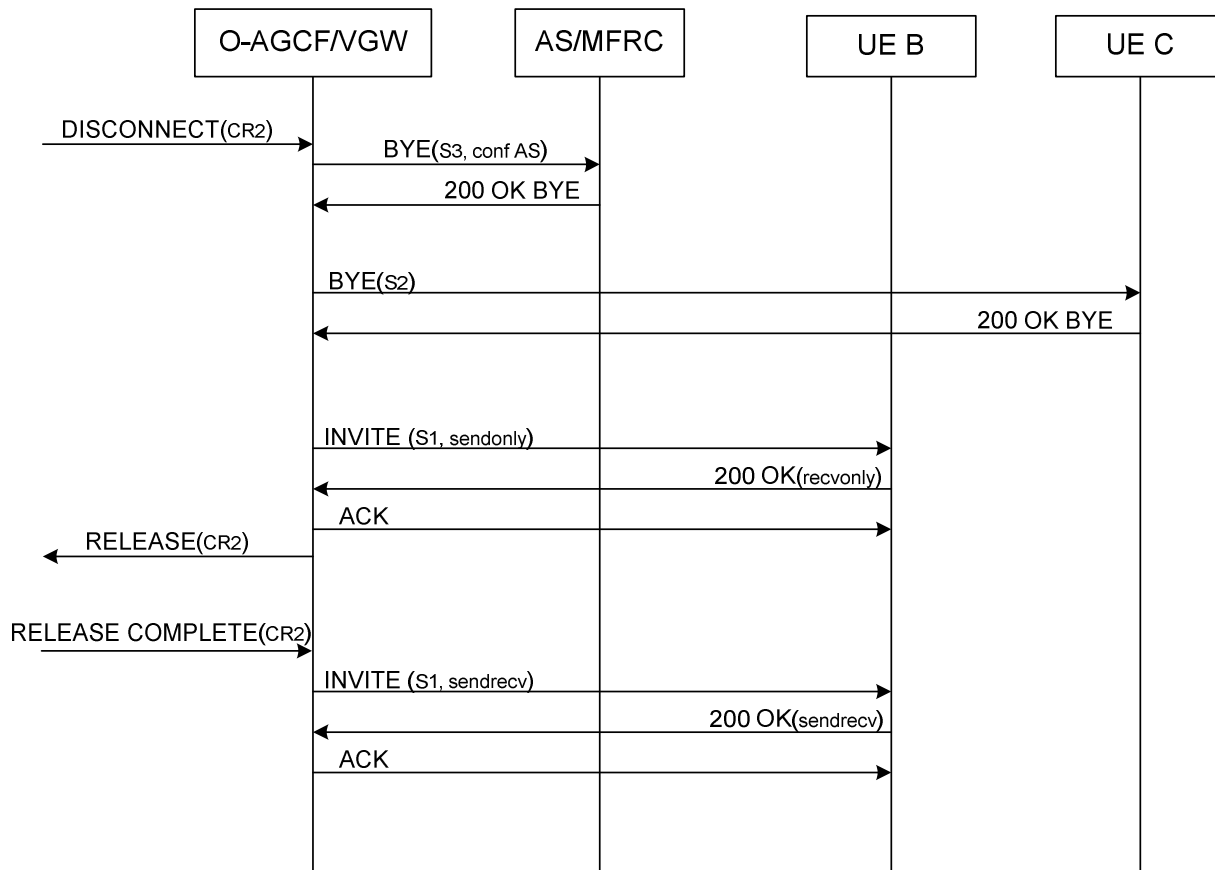 O-AGCF/VGW
AS/MFRC
UE B
UE C
DISCONNECT(CR2)
BYE(S3, conf AS)
200 OK BYE
BYE(S2)
200 OK BYE
INVITE (S1, sendonly)
200 OK(recvonly)
ACK
RELEASE(CR2)
RELEASE COMPLETE(CR2)
INVITE (S1, sendrecv)
200 OK(sendrecv)
ACK